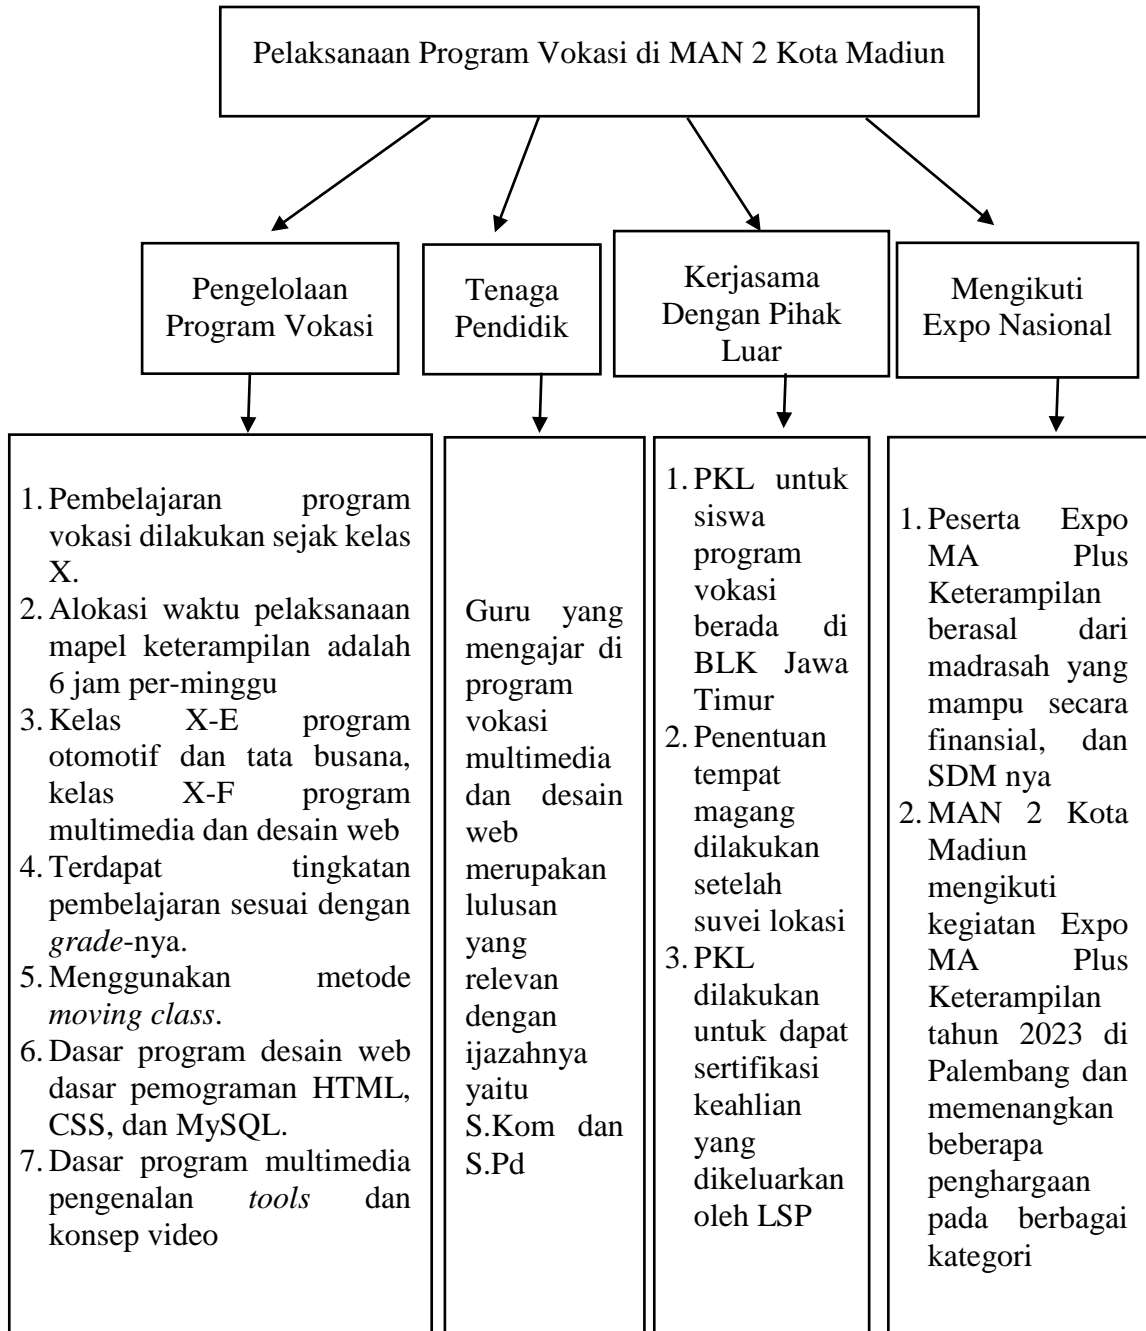 Pelaksanaan Program Vokasi di MAN 2 Kota Madiun
Pengelolaan
Program Vokasi
Tenaga
Pendidik
Kerjasama
Dengan Pihak
Luar
Mengikuti
Expo Nasional
1. Pembelajaran program
vokasi dilakukan sejak kelas
X.
2. Alokasi waktu pelaksanaan
mapel keterampilan adalah
6 jam per-minggu
3. Kelas X-E program
otomotif dan tata busana,
kelas X-F program
multimedia dan desain web
4. Terdapat tingkatan
pembelajaran sesuai dengan
grade-nya.
5. Menggunakan metode
moving class.
6. Dasar program desain web
dasar pemograman HTML,
CSS, dan MySQL.
7. Dasar program multimedia
pengenalan tools dan
konsep video
Guru yang
mengajar di
program
vokasi
multimedia
dan desain
web
merupakan
lulusan
yang
relevan
dengan
ijazahnya
yaitu
S.Kom dan
S.Pd
1. PKL untuk
siswa
program
vokasi
berada di
BLK Jawa
Timur
2. Penentuan
tempat
magang
dilakukan
setelah
suvei lokasi
3. PKL
dilakukan
untuk dapat
sertifikasi
keahlian
yang
dikeluarkan
oleh LSP
1. Peserta Expo
MA Plus
Keterampilan
berasal dari
madrasah yang
mampu secara
finansial, dan
SDM nya
2. MAN 2 Kota
Madiun
mengikuti
kegiatan Expo
MA Plus
Keterampilan
tahun 2023 di
Palembang dan
memenangkan
beberapa
penghargaan
pada berbagai
kategori